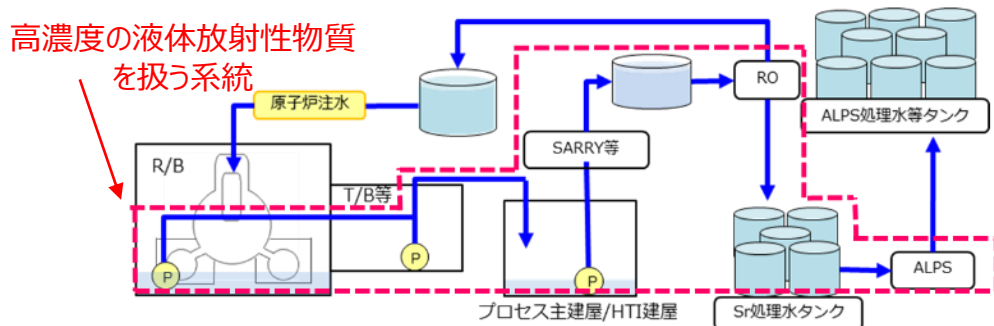 高濃度の液体放射性物質
を扱う系統
原子炉注水
RO
ALPS処理水等タンク
SARRY等
R/B
T/B等
P
P
P
ALPS
プロセス主建屋/HTI建屋
Sr処理水タンク